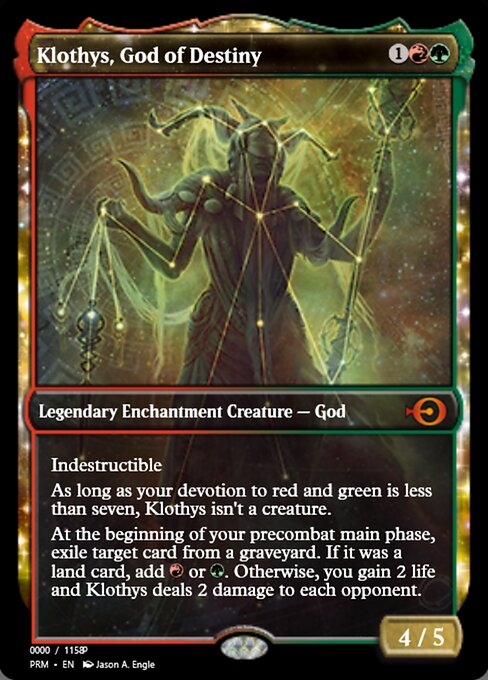 Klothys, God of Destiny 1
Legendary Enchantment Creature — God
Indestructible
As long as your devotion to red and green is less
than seven, Klothys isn't a creature.
At the beginning of your precombat main phase,
exile target card from a graveyard. If it was a
land card, add or . Otherwise, you gain 2 life
and Klothys deals 2 damage to each opponent.
4 / 5
0000 / 1158P
PRM • EN Jason A. Engle